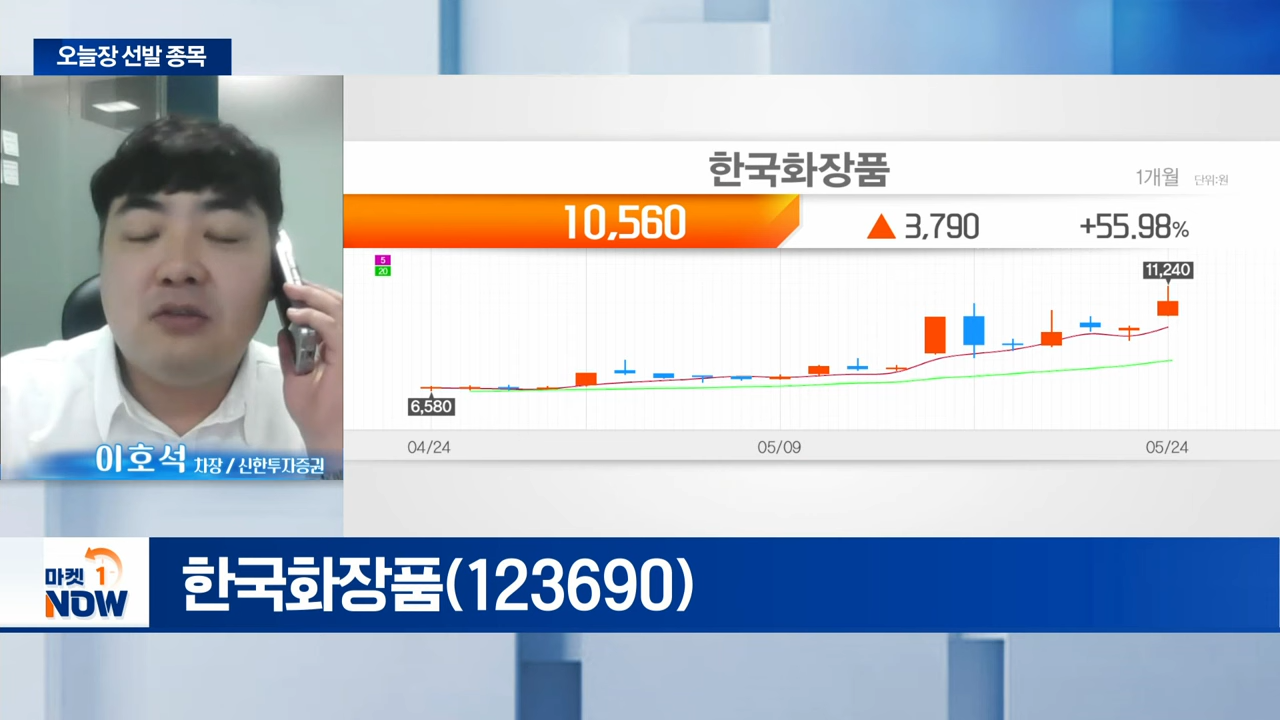 오늘장 선발 종목
한국화장품
1개월 단위:원
10,560
▲ 3,790
+55.98%
5
20
11,240
6,580
04/24
05/09
05/24
이호석 차장 / 신한투자증권
마켓 1
NOW
한국화장품(123690)